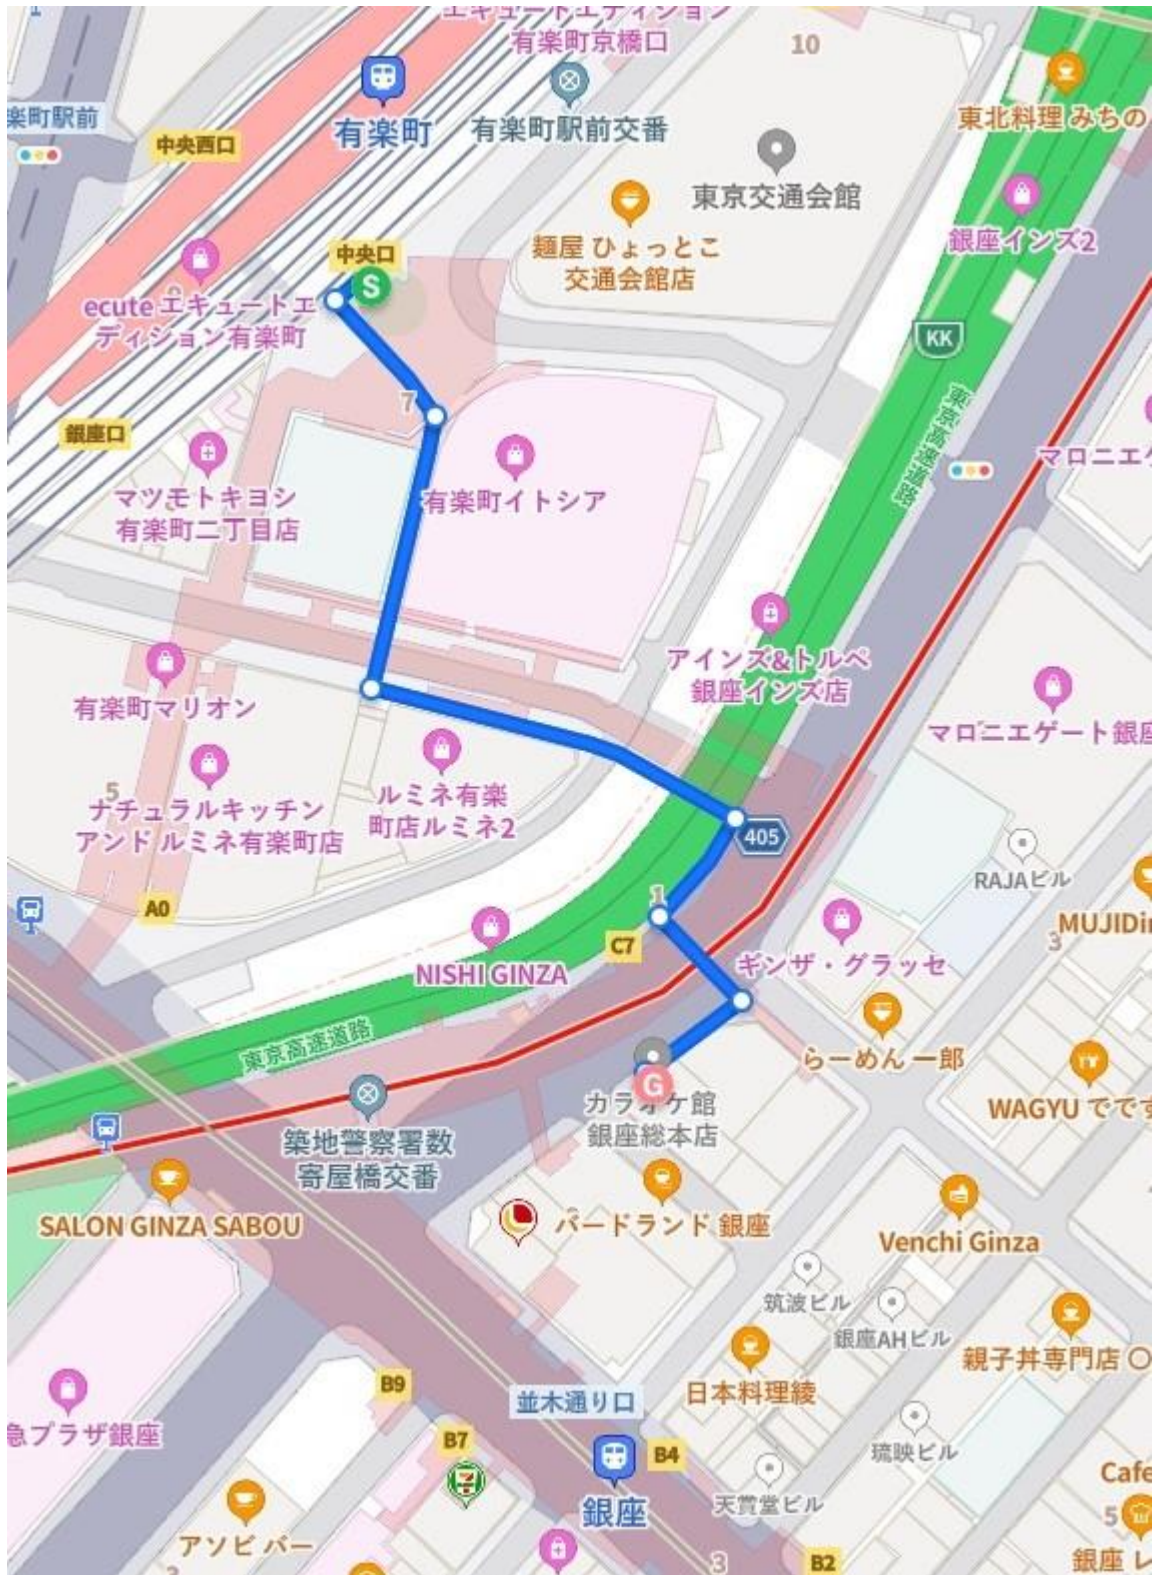 エキュートエディション
有楽町京橋口
10
有楽町
有楽町駅前交番
楽町駅前
中央西口
東北料理 みちの
東京交通会館
麺屋 ひょっとこ
交通会館店
銀座インズ2
中央口
S
ecute エキュートエ
ディション有楽町
KK
東京高速道路
7
銀座口
マツモトキヨシ
有楽町二丁目店
有楽町イトシア
マロニエゲ
アインズ&トルペ
銀座インズ店
有楽町マリオン
マロニエゲート銀座
5
ナチュラルキッチン
アンド ルミネ有楽町店
ルミネ有楽
町店ルミネ2
405
RAJAビル
A0
1
MUJIDi
3
C7
NISHI GINZA
ギンザ・グラッセ
東京高速道路
らーめん 一郎
G
カラオケ館
銀座総本店
WAGYU でです
築地警察署数
寄屋橋交番
SALON GINZA SABOU
バードランド 銀座
Venchi Ginza
筑波ビル
銀座AHビル
親子丼専門店 〇
日本料理綾
B9
並木通り口
急プラザ銀座
B7
B4
琉映ビル
銀座
天賞堂ビル
Cafe
5
アソビ バー
3
B2
銀座 レ